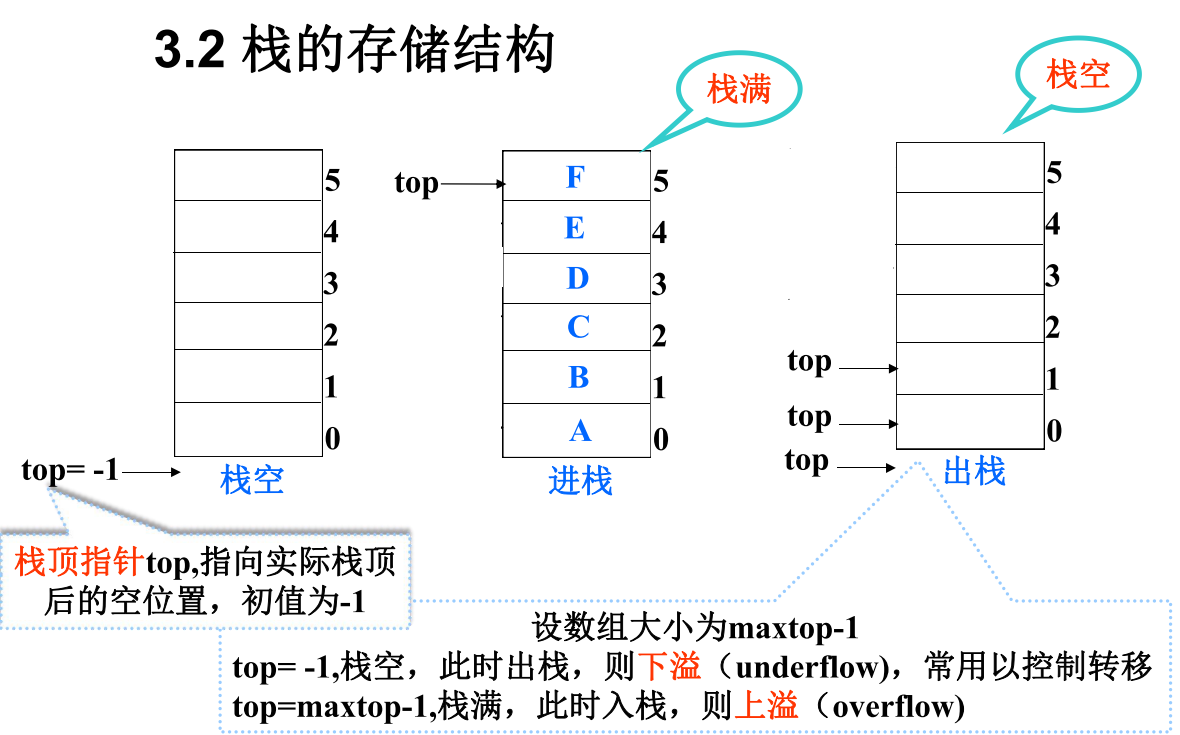 3.2 栈的存储结构
栈满
栈空
5
4
3
2
1
0
top= -1
栈空
top
F
E
D
C
B
A
5
4
3
2
1
0
进栈
5
4
3
2
1
0
top
top
top
出栈
栈顶指针top,指向实际栈顶
后的空位置，初值为-1
设数组大小为maxtop-1
top= -1,栈空，此时出栈，则下溢（underflow)，常用以控制转移
top=maxtop-1,栈满，此时入栈，则上溢（overflow)